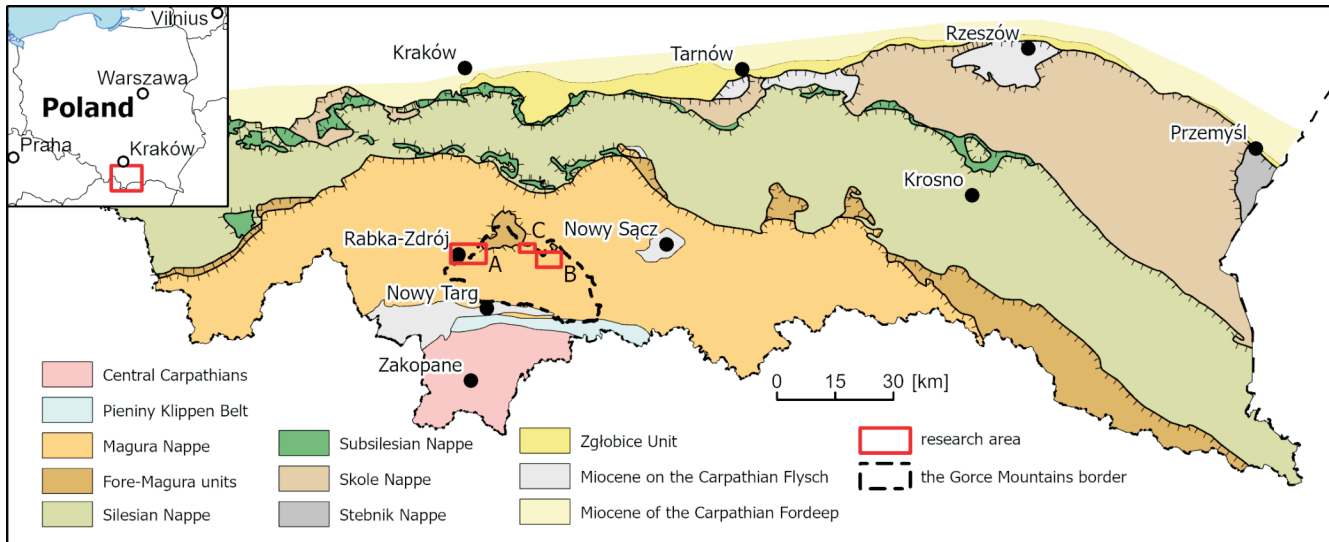 Vilnius
Warszawa
Poland
Praha
Kraków
Kraków
Tarnów
Rzeszów
Przemyśl
Krosno
Rabka-Zdrój
C
Nowy Sącz
A
B
Nowy Targ
Zakopane
0 15 30 [km]
Central Carpathians
Pieniny Klippen Belt
Magura Nappe
Fore-Magura units
Silesian Nappe
Subsilesian Nappe
Skole Nappe
Stebnik Nappe
Zgłobice Unit
Miocene on the Carpathian Flysch
Miocene of the Carpathian Fordeep
research area
the Gorce Mountains border